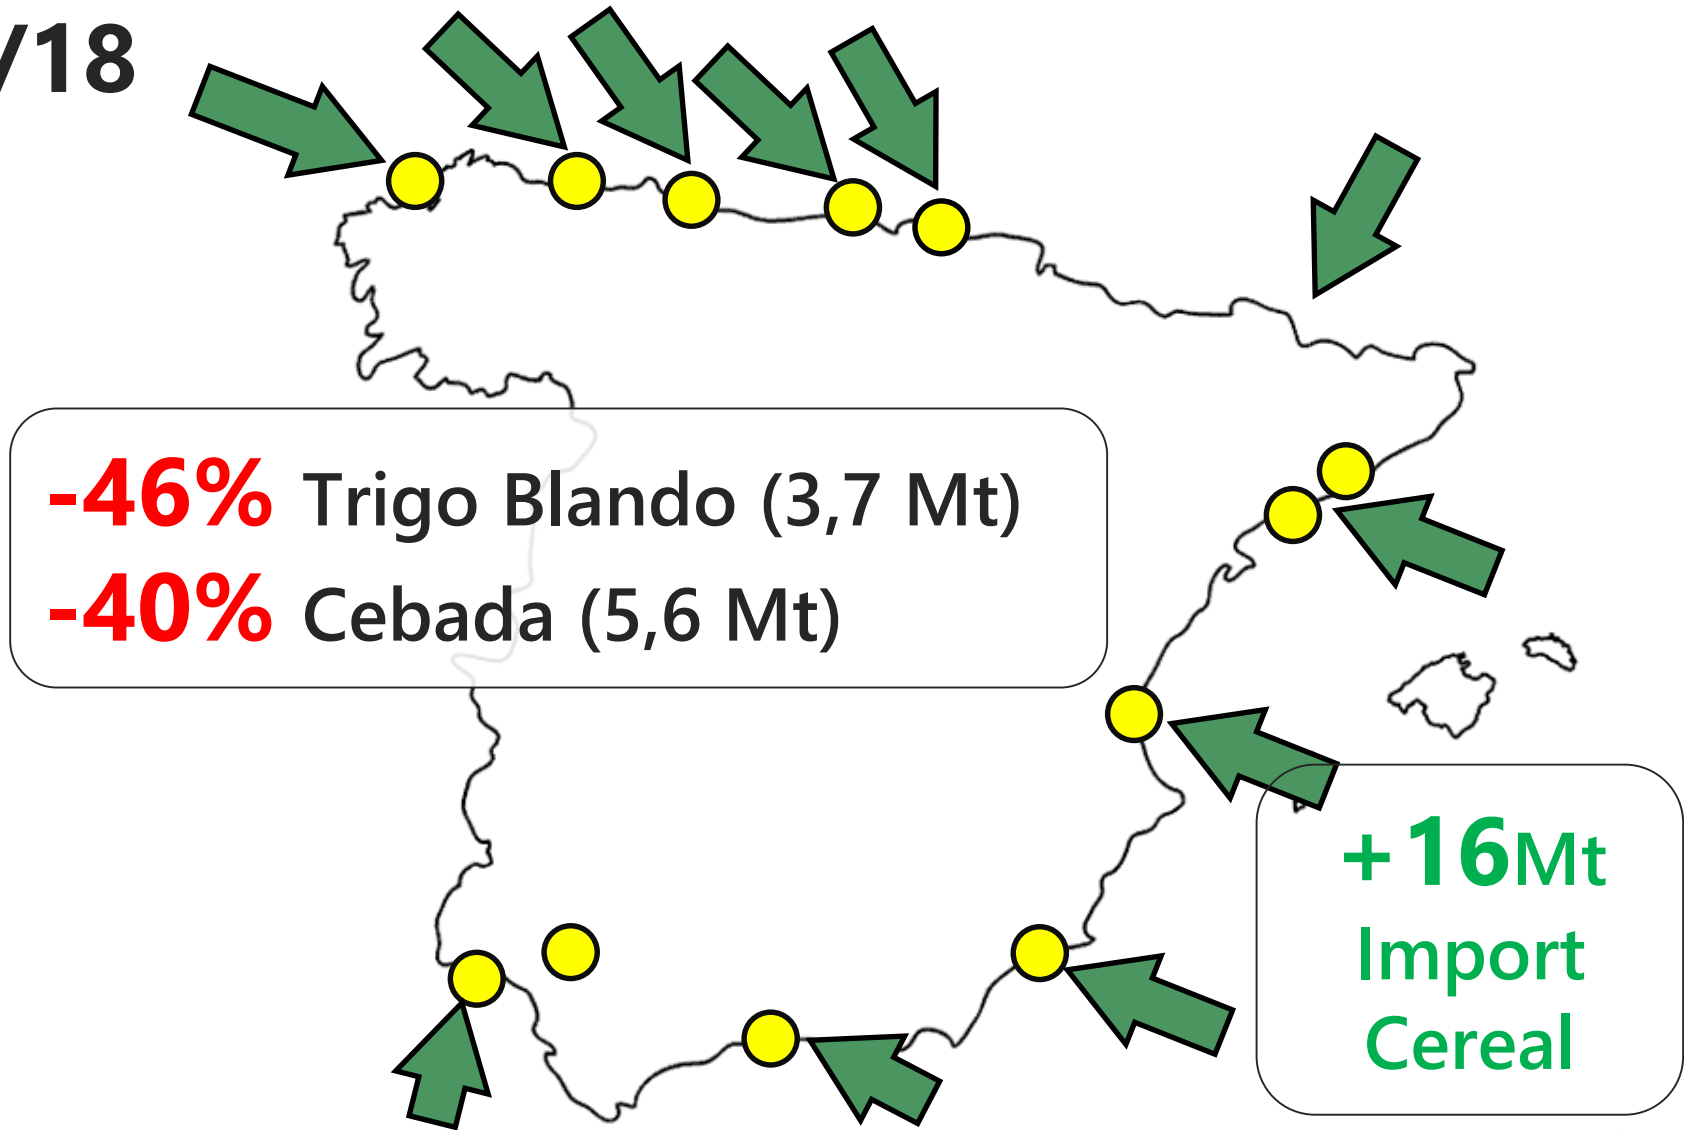 /18
-46% Trigo Blando (3,7 Mt)
-40% Cebada (5,6 Mt)
+16Mt
Import
Cereal